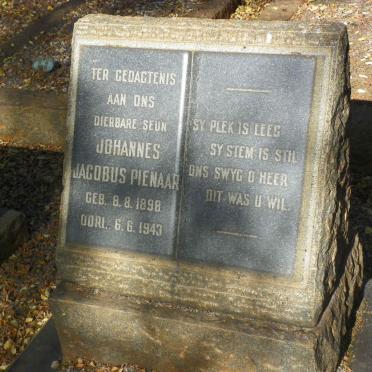 TER GEDAGTENIS
AAN ONS
DIERBARE SEUN
JOHANNES
JACOBUS PIENAAR
GEB. 8.8.1898
OORL. 6.6.1943
SY PLEK IS LEEG
SY STEM IS STIL
ONS SWYG O HEER
DIT WAS U WIL.